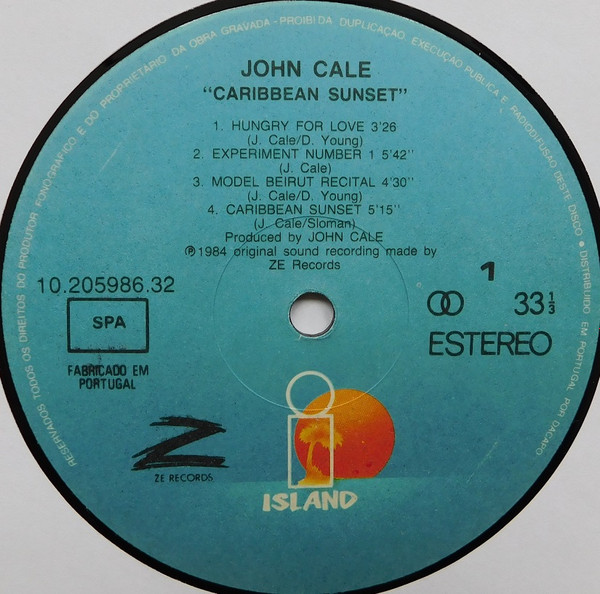 RESERVADOS TODOS OS DIREITOS DO PRODUTOR FONOGRÁFICO E DO PROPRIETÁRIO DA OBRA GRAVADA - PROIBIDA DUPLICAÇÃO, EXECUÇÃO PUBLICA E RADIODIFUSÃO DESTE DISCO • DISTRIBUIDO EM PORTUGAL POR DACAPO
JOHN CALE
"CARIBBEAN SUNSET"
1. HUNGRY FOR LOVE 3'26
(J. Cale/D. Young)
2. EXPERIMENT NUMBER 1 5'42"
(J. Cale)
3. MODEL BEIRUT RECITAL 4'30"
(J. Cale/D. Young)
4. CARIBBEAN SUNSET 5'15"
(J. Cale/Sloman)
Produced by JOHN CALE
℗1984 original sound recording made by
ZE Records
10.205986.32
SPA
FABRICADO EM
PORTUGAL
1
33⅓
ESTEREO
Z
ZE RECORDS
i
ISLAND